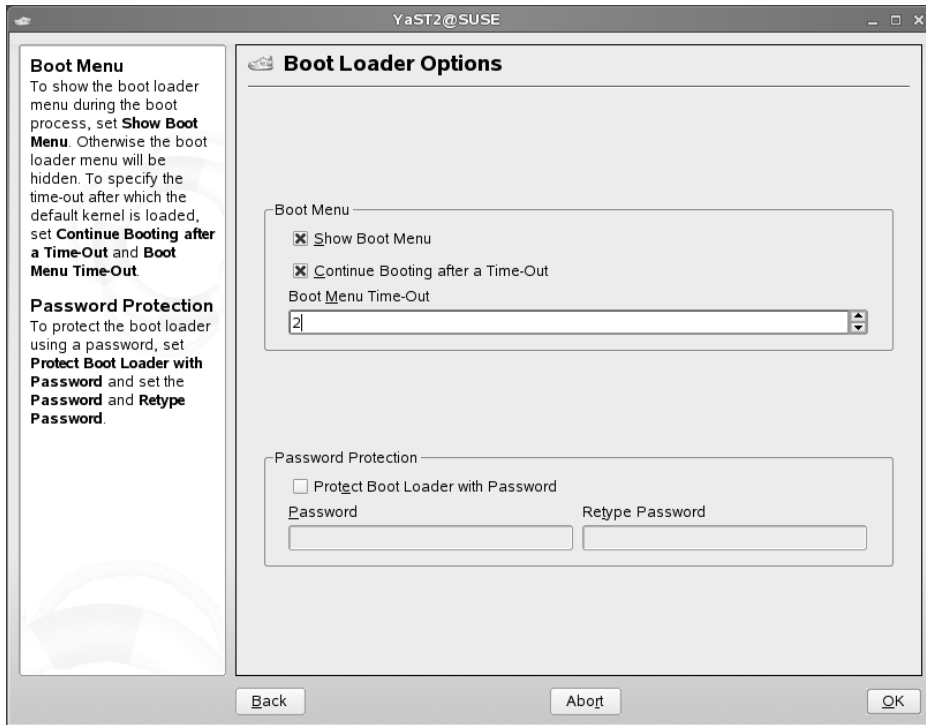 YaST2@SUSE
Boot Menu
To show the boot loader
menu during the boot
process, set Show Boot
Menu. Otherwise the boot
loader menu will be
hidden. To specify the
time-out after which the
default kernel is loaded,
set Continue Booting after
a Time-Out and Boot
Menu Time-Out.
Password Protection
To protect the boot loader
using a password, set
Protect Boot Loader with
Password and set the
Password and Retype
Password.
Boot Loader Options
Boot Menu
Show Boot Menu
Continue Booting after a Time-Out
Boot Menu Time-Out
2
Password Protection
Protect Boot Loader with Password
Password Retype Password
Back Abort OK